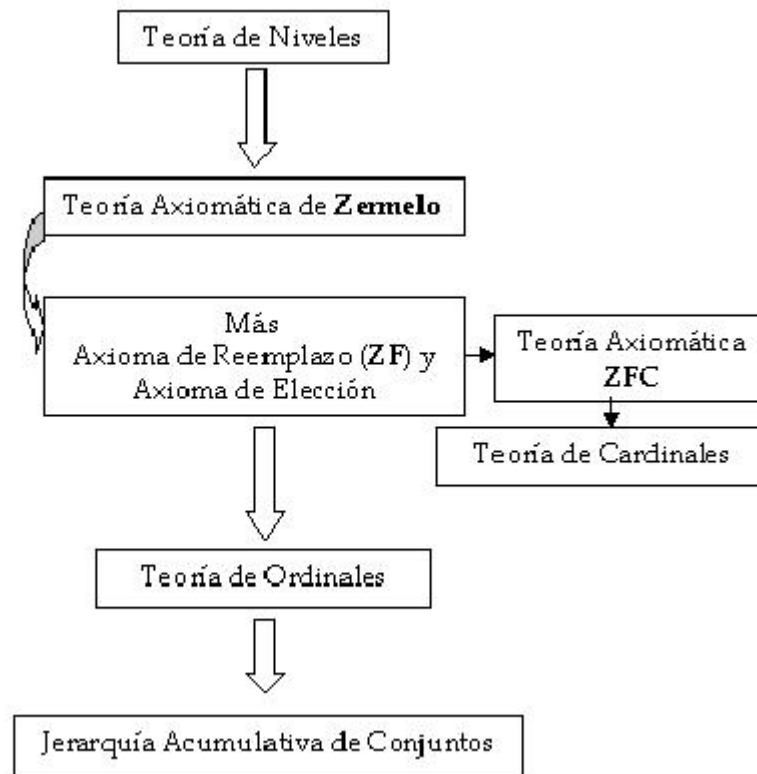 Teoría de Niveles
Teoría Axiomática de Zermelo
Más
Axioma de Reemplazo (ZF) y
Axioma de Elección
Teoría Axiomática
ZFC
Teoría de Cardinales
Teoría de Ordinales
Jerarquía Acumulativa de Conjuntos